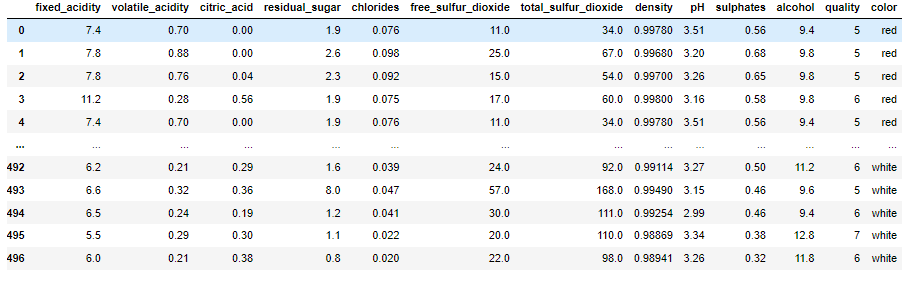 fixed_acidity volatile_acidity citric_acid residual_sugar chlorides free_sulfur_dioxide total_sulfur_dioxide density pH sulphates alcohol quality color
0 7.4 0.70 0.00 1.9 0.076 11.0 34.0 0.99780 3.51 0.56 9.4 5 red
1 7.8 0.88 0.00 2.6 0.098 25.0 67.0 0.99680 3.20 0.68 9.8 5 red
2 7.8 0.76 0.04 2.3 0.092 15.0 54.0 0.99700 3.26 0.65 9.8 5 red
3 11.2 0.28 0.56 1.9 0.075 17.0 60.0 0.99800 3.16 0.58 9.8 6 red
4 7.4 0.70 0.00 1.9 0.076 11.0 34.0 0.99780 3.51 0.56 9.4 5 red
... ... ... ... ... ... ... ... ... ... ... ... ... ...
492 6.2 0.21 0.29 1.6 0.039 24.0 92.0 0.99114 3.27 0.50 11.2 6 white
493 6.6 0.32 0.36 8.0 0.047 57.0 168.0 0.99490 3.15 0.46 9.6 5 white
494 6.5 0.24 0.19 1.2 0.041 30.0 111.0 0.99254 2.99 0.46 9.4 6 white
495 5.5 0.29 0.30 1.1 0.022 20.0 110.0 0.98869 3.34 0.38 12.8 7 white
496 6.0 0.21 0.38 0.8 0.020 22.0 98.0 0.98941 3.26 0.32 11.8 6 white